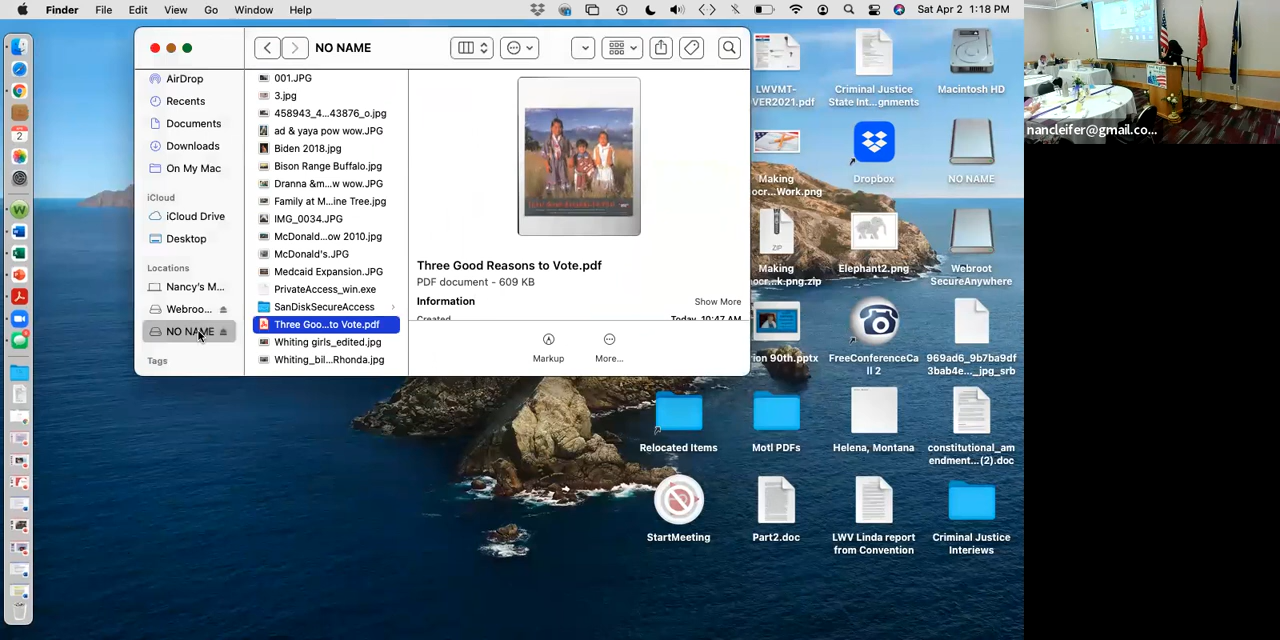 Finder File Edit View Go Window Help
Sat Apr 2 1:18 PM
NO NAME
AirDrop
Recents
Documents
Downloads
On My Mac
iCloud
iCloud Drive
Desktop
Locations
Nancy's M...
Webroo...
NO NAME
Tags
001.JPG
3.jpg
458943_4...43876_o.jpg
ad & yaya pow wow.JPG
Biden 2018.jpg
Bison Range Buffalo.jpg
Dranna &m...w wow.JPG
Family at M...ine Tree.jpg
IMG_0034.JPG
McDonald...ow 2010.jpg
McDonald's.JPG
Medcaid Expansion.JPG
PrivateAccess_win.exe
SanDiskSecureAccess
Three Goo...to Vote.pdf
Whiting girls_edited.jpg
Whiting_bil...Rhonda.jpg
Three Good Reasons to Vote.pdf
PDF document - 609 KB
Information
Show More
Created
Today, 10:47 AM
Markup
More...
LWVMT-
VER2021.pdf
Criminal Justice
State Int...gnments
Macintosh HD
Making
ocr...Work.png
Dropbox
NO NAME
ZIP
Making
ocr...k.png.zip
Elephant2.png
Webroot
SecureAnywhere
ion 90th.pptx
FreeConferenceCa
ll 2
969ad6_9b7ba9df
3bab4e..._jpg_srb
Relocated Items
Motl PDFs
Helena, Montana
constitutional_am
endment...(2).doc
StartMeeting
Part2.doc
LWV Linda report
from Convention
Criminal Justice
Interiews
nancleifer@gmail.co...